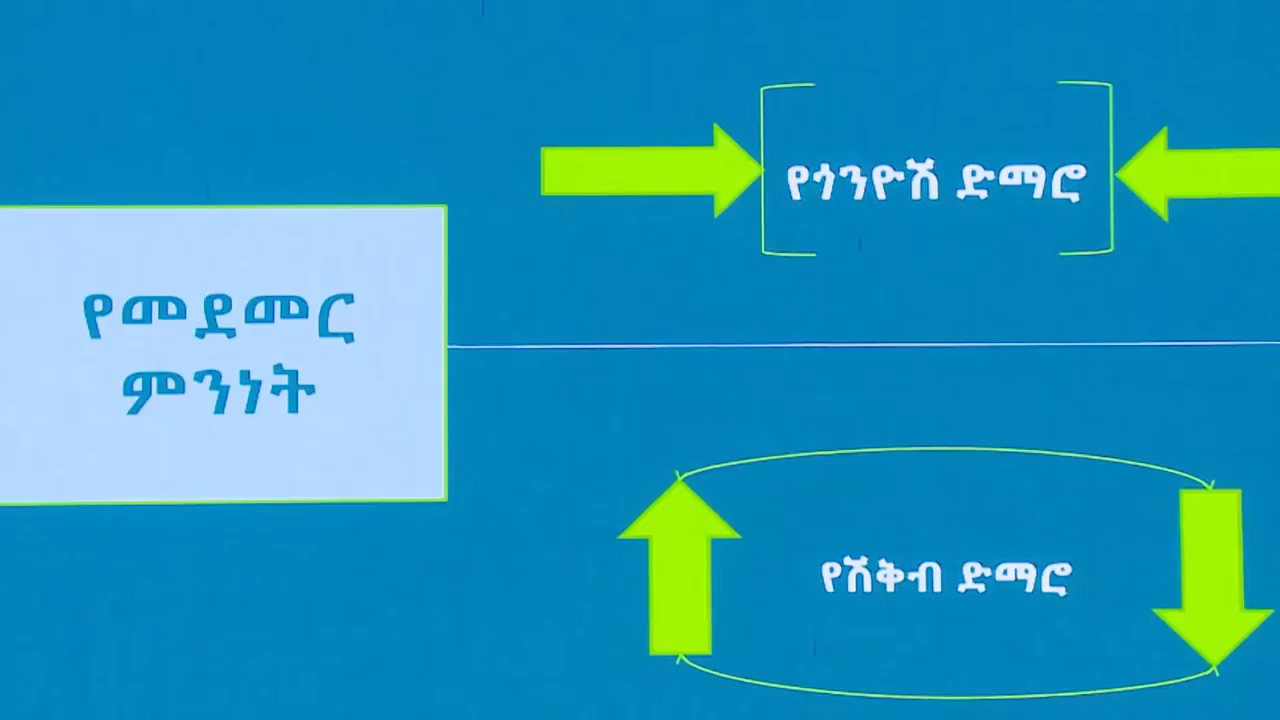 የመደመር
ምንነት
የጎንዮሽ ድማሮ
የሽቅብ ድማሮ